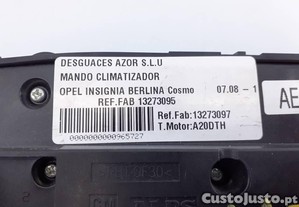 DESGUACES AZOR S.L.U
MANDO CLIMATIZADOR
OPEL INSIGNIA BERLINA Cosmo 07.08 - 1
REF.FAB 13273095
Ref.Fab:13273097
T.Motor:A20DTH
0000000000965727
AE
CustoJusto.pt